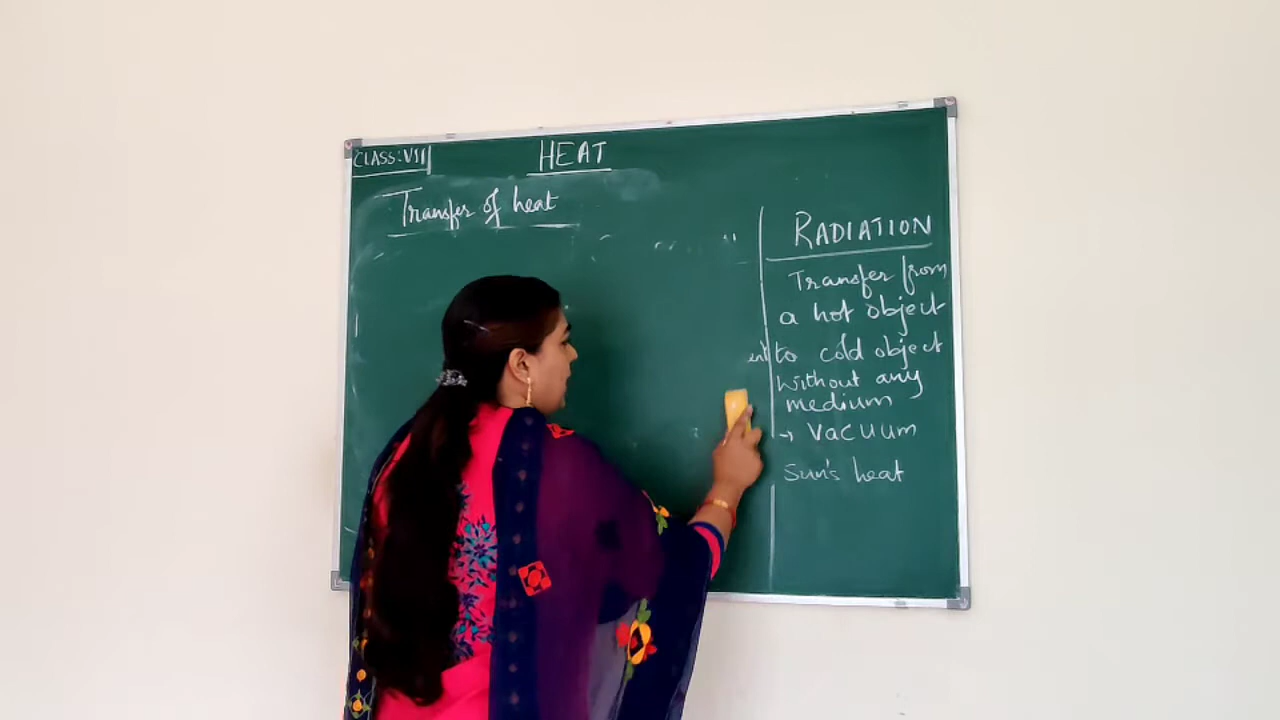 CLASS: VII
HEAT
Transfer of heat
RADIATION
Transfer from
a hot object
to cold object
without any
medium
→ Vacuum
Sun's heat